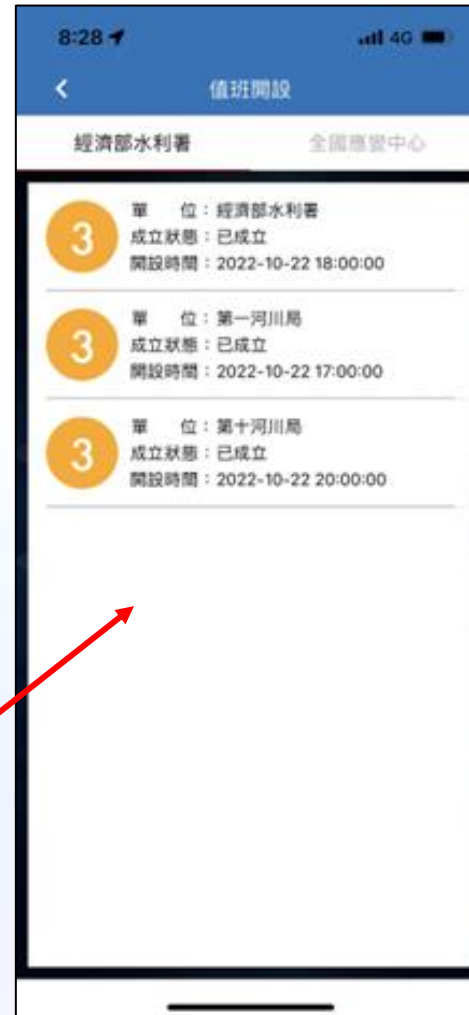 8:28
4G
值班開設
經濟部水利署 全國應變中心
3
單 位：經濟部水利署
成立狀態：已成立
開設時間：2022-10-22 18:00:00
3
單 位：第一河川局
成立狀態：已成立
開設時間：2022-10-22 17:00:00
3
單 位：第十河川局
成立狀態：已成立
開設時間：2022-10-22 20:00:00